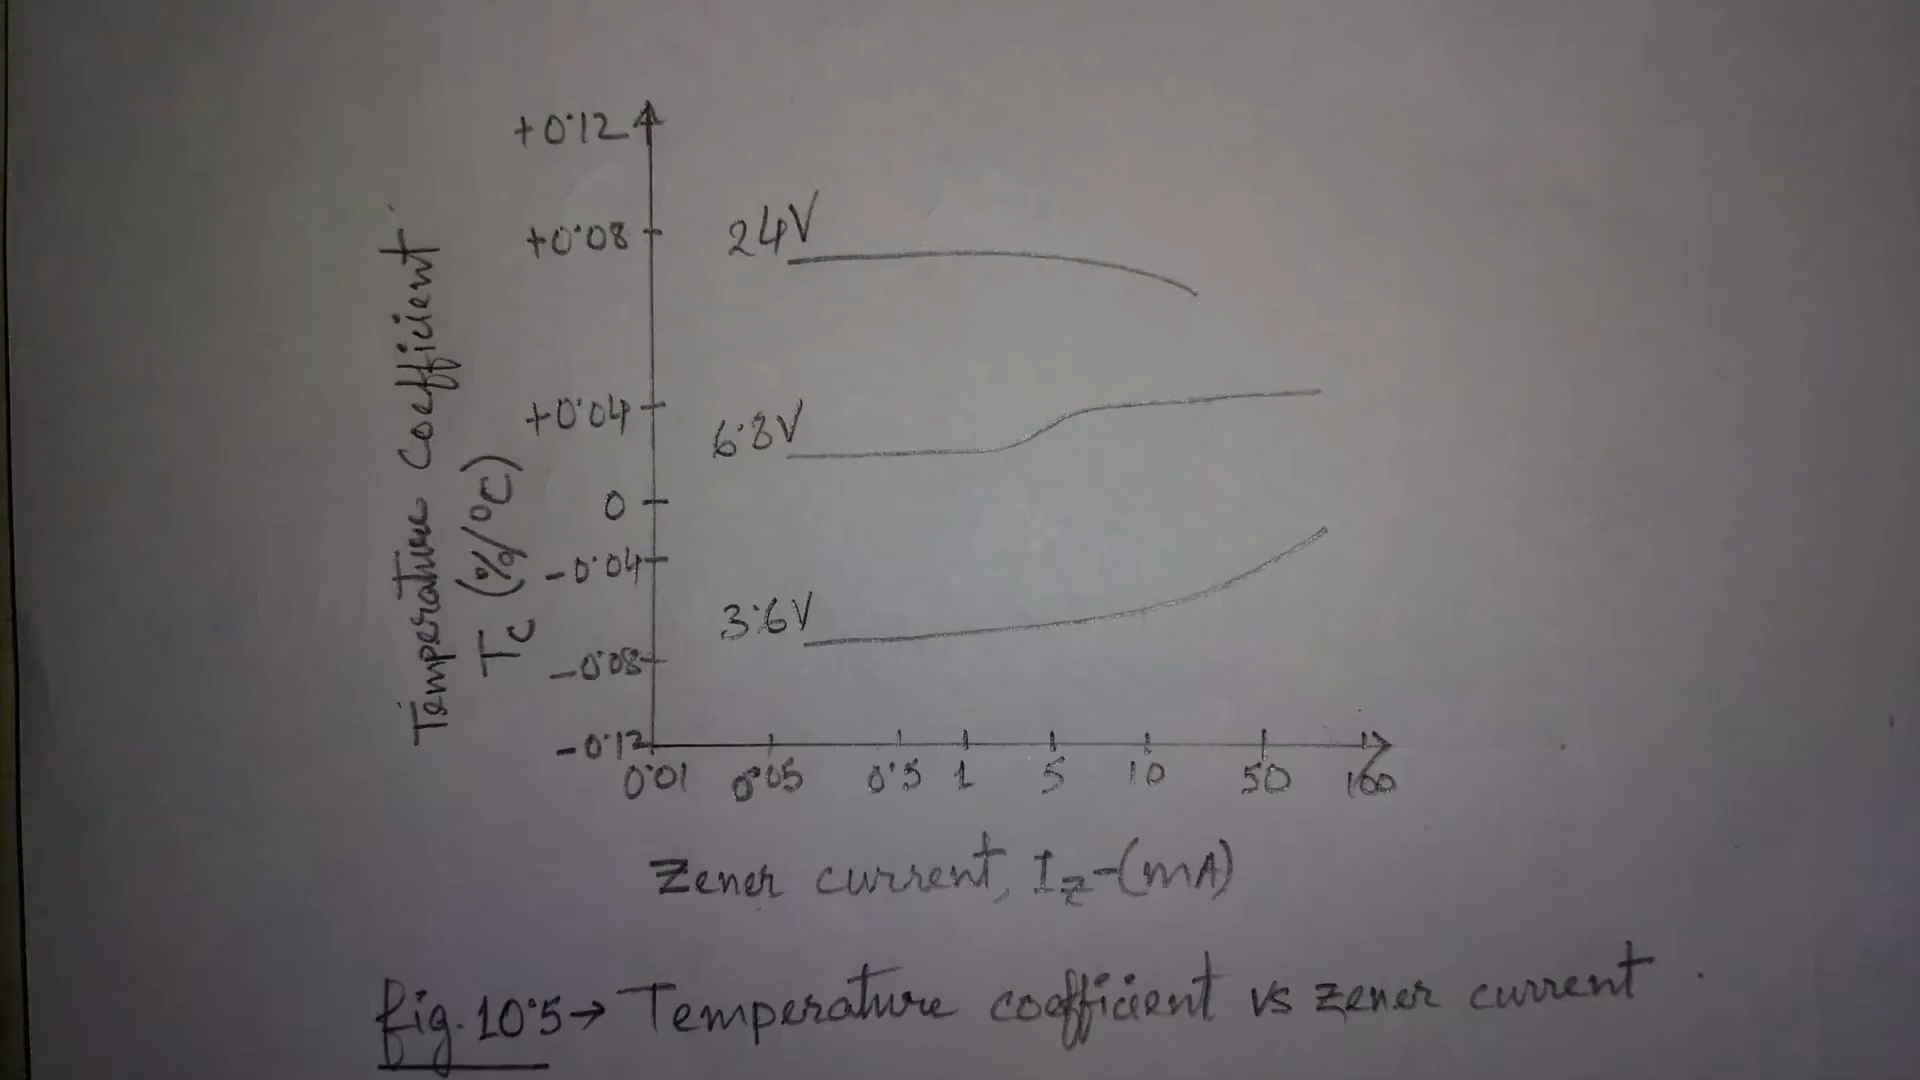 +0.12
+0.08
+0.04
0
-0.04
-0.08
-0.12
Temperature Coefficient
Tc (%/°C)
24V
6.8V
3.6V
0.01 0.05 0.5 1 5 10 50 100
Zener current, Iz-(mA)
fig. 10.5→ Temperature coefficient vs zener current.